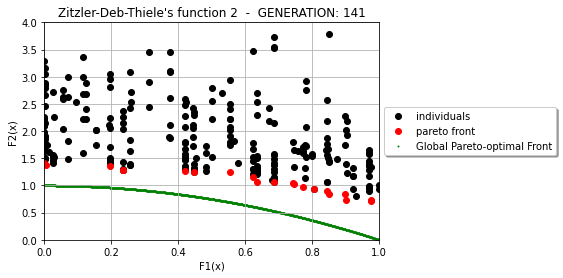 Zitzler-Deb-Thiele's function 2 - GENERATION: 141
4.0
3.5
3.0
2.5
2.0
1.5
1.0
0.5
0.0
F2(x)
0.0 0.2 0.4 0.6 0.8 1.0
F1(x)
individuals
pareto front
Global Pareto-optimal Front